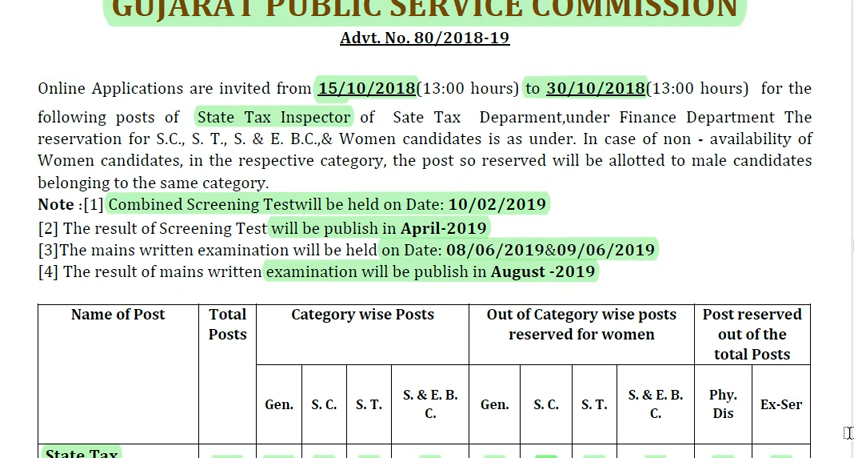 GUJARAT PUBLIC SERVICE COMMISSION
Advt. No. 80/2018-19
Online Applications are invited from 15/10/2018(13:00 hours) to 30/10/2018(13:00 hours) for the
following posts of State Tax Inspector of Sate Tax Deparment,under Finance Department The
reservation for S.C., S. T., S. & E. B.C.,& Women candidates is as under. In case of non - availability of
Women candidates, in the respective category, the post so reserved will be allotted to male candidates
belonging to the same category.
Note :[1] Combined Screening Testwill be held on Date: 10/02/2019
[2] The result of Screening Test will be publish in April-2019
[3]The mains written examination will be held on Date: 08/06/2019&09/06/2019
[4] The result of mains written examination will be publish in August -2019
Name of Post Total Category wise Posts Out of Category wise posts Post reserved
Posts reserved for women out of the
total Posts
Gen. S. C. S. T. S. & E. B. C. Gen. S. C. S. T. S. & E. B. C. Phy. Dis Ex-Ser
State Tax